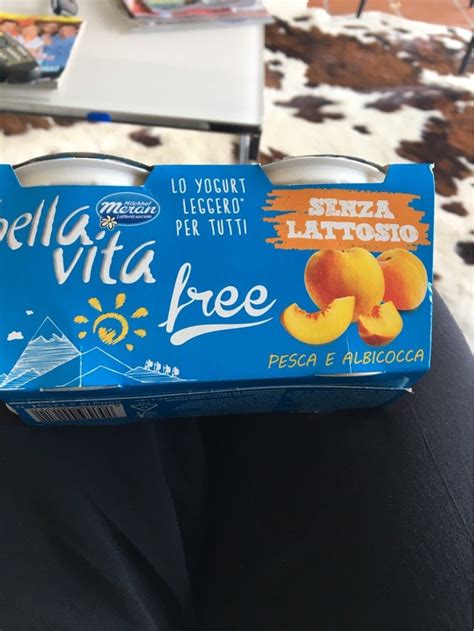 bella
vita
Milchhof
Meran
Latteria sociale
LO YOGURT
LEGGERO*
PER TUTTI
free
SENZA
LATTOSIO
PESCA E ALBICOCCA